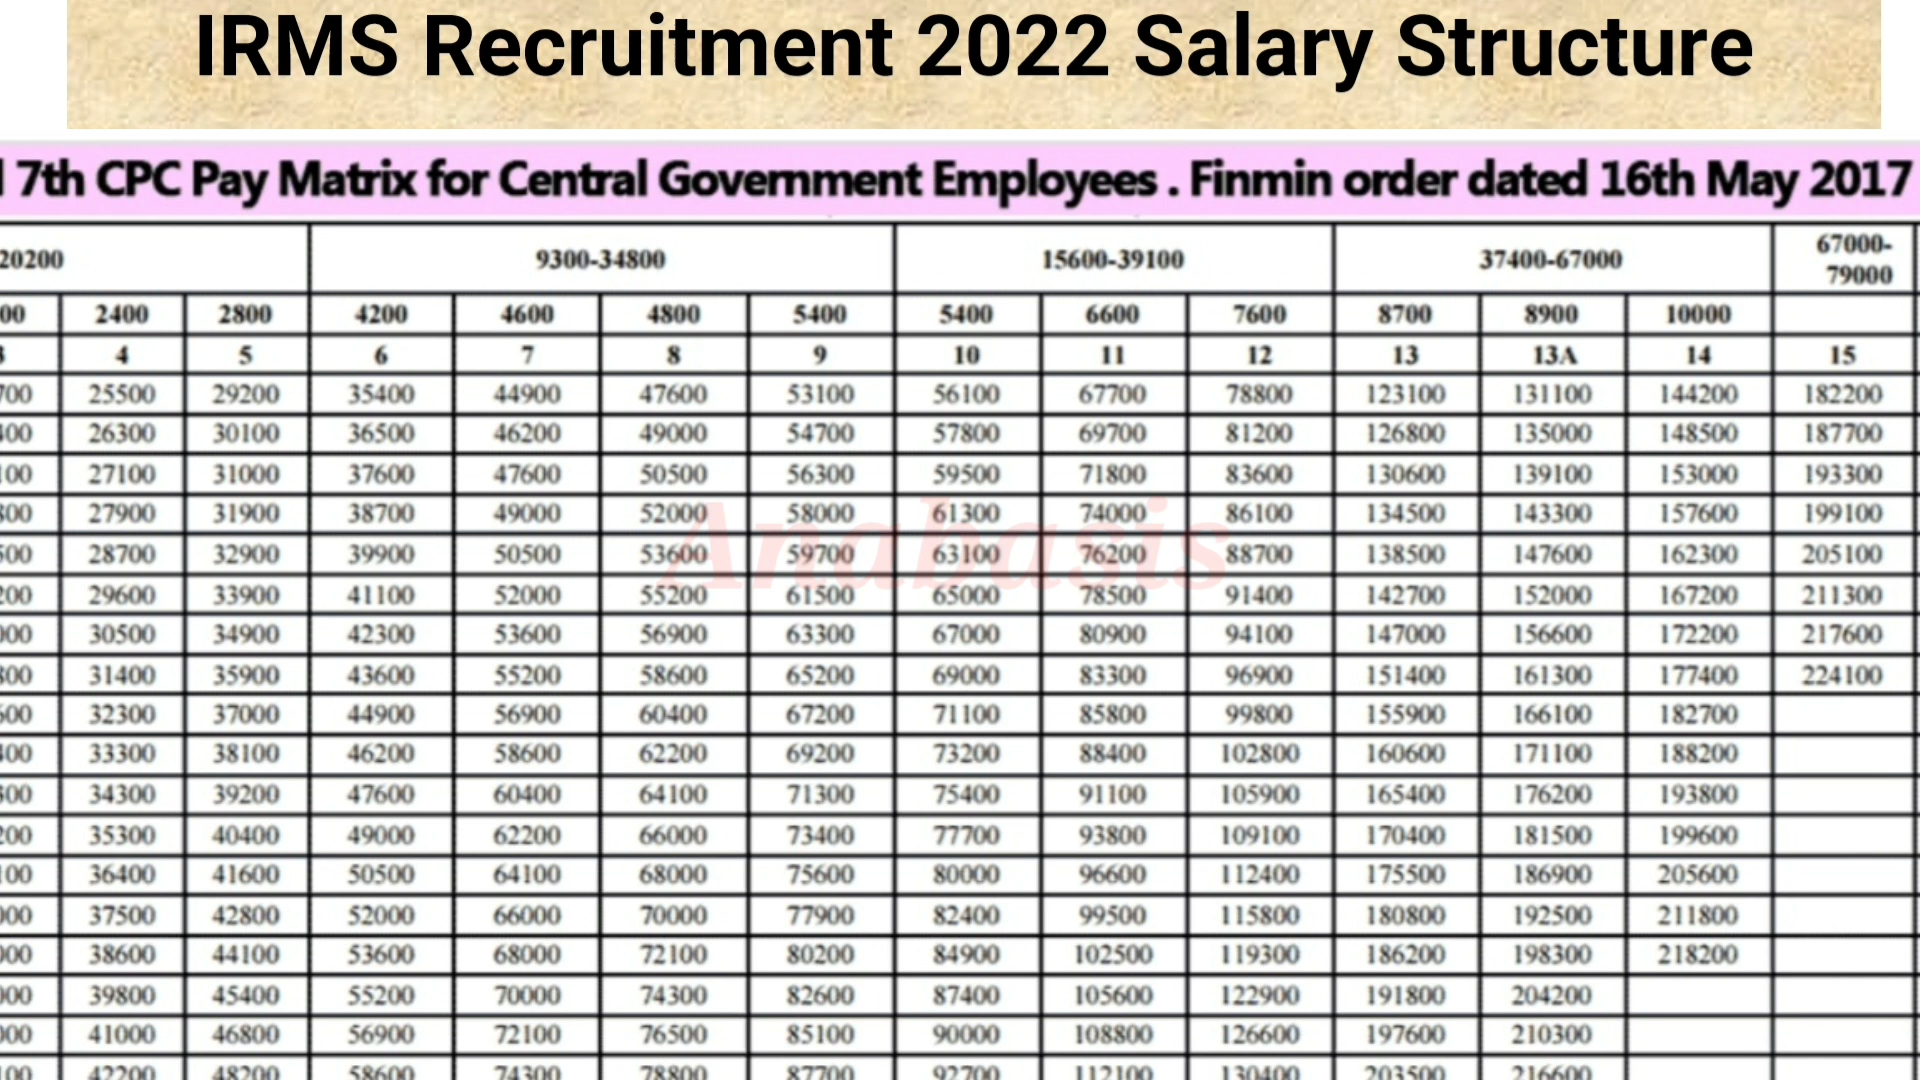 IRMS Recruitment 2022 Salary Structure
7th CPC Pay Matrix for Central Government Employees . Finmin order dated 16th May 2017
20200 9300-34800 15600-39100 37400-67000 67000-
79000
00 2400 2800 4200 4600 4800 5400 5400 6600 7600 8700 8900 10000
4 5 6 7 8 9 10 11 12 13 13A 14 15
700 25500 29200 35400 44900 47600 53100 56100 67700 78800 123100 131100 144200 182200
400 26300 30100 36500 46200 49000 54700 57800 69700 81200 126800 135000 148500 187700
100 27100 31000 37600 47600 50500 56300 59500 71800 83600 130600 139100 153000 193300
800 27900 31900 38700 49000 52000 58000 61300 74000 86100 134500 143300 157600 199100
Anabasis
500 28700 32900 39900 50500 53600 59700 63100 76200 88700 138500 147600 162300 205100
200 29600 33900 41100 52000 55200 61500 65000 78500 91400 142700 152000 167200 211300
000 30500 34900 42300 53600 56900 63300 67000 80900 94100 147000 156600 172200 217600
800 31400 35900 43600 55200 58600 65200 69000 83300 96900 151400 161300 177400 224100
600 32300 37000 44900 56900 60400 67200 71100 85800 99800 155900 166100 182700
400 33300 38100 46200 58600 62200 69200 73200 88400 102800 160600 171100 188200
300 34300 39200 47600 60400 64100 71300 75400 91100 105900 165400 176200 193800
200 35300 40400 49000 62200 66000 73400 77700 93800 109100 170400 181500 199600
100 36400 41600 50500 64100 68000 75600 80000 96600 112400 175500 186900 205600
000 37500 42800 52000 66000 70000 77900 82400 99500 115800 180800 192500 211800
000 38600 44100 53600 68000 72100 80200 84900 102500 119300 186200 198300 218200
000 39800 45400 55200 70000 74300 82600 87400 105600 122900 191800 204200
000 41000 46800 56900 72100 76500 85100 90000 108800 126600 197600 210300
100 42200 48200 58600 74300 78800 87700 92700 112100 130400 203500 216600